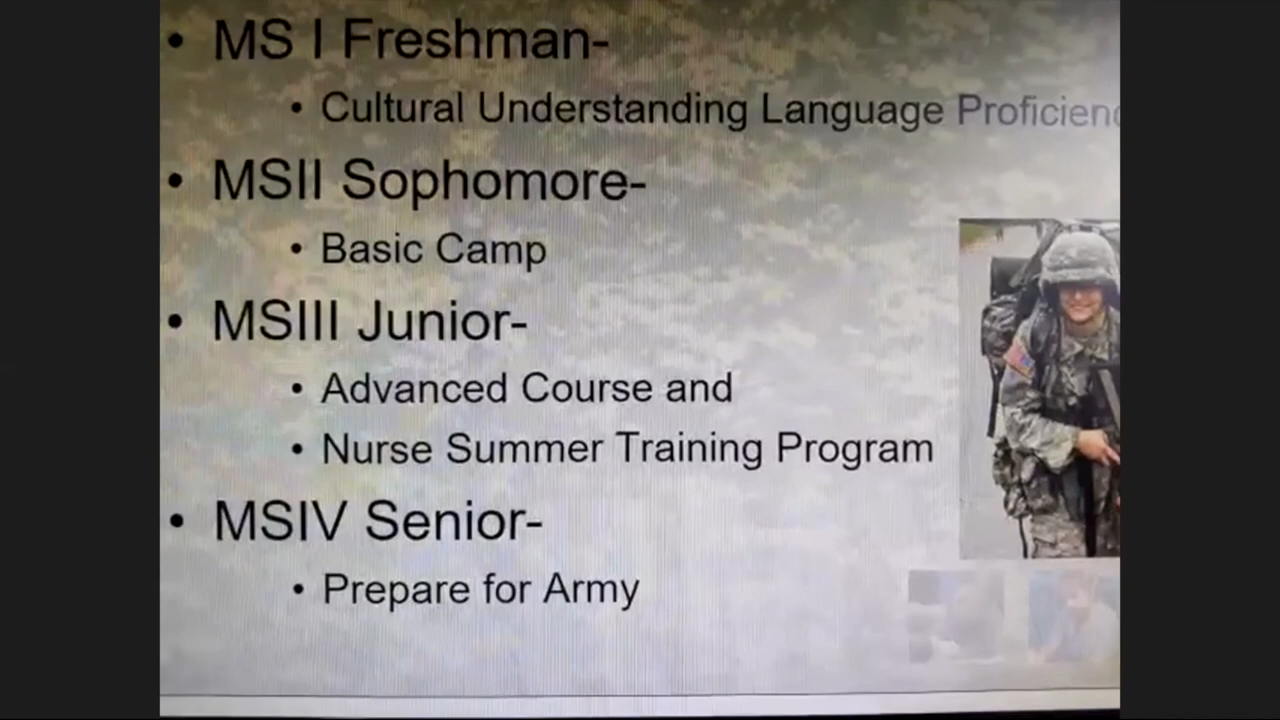 • MS I Freshman-
• Cultural Understanding Language Proficienc
• MSII Sophomore-
• Basic Camp
• MSIII Junior-
• Advanced Course and
• Nurse Summer Training Program
• MSIV Senior-
• Prepare for Army